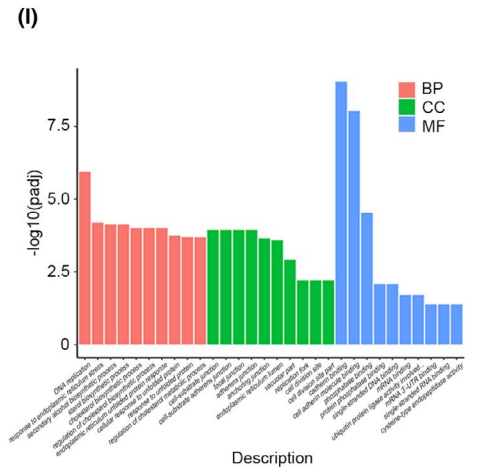 (I)
BP
CC
MF
7.5
5.0
2.5
0
-log10(padj)
DNA replication
response to endoplasmic reticulum stress
secondary alcohol biosynthetic process
sterol biosynthetic process
cholesterol biosynthetic process
regulation of cholesterol biosynthetic process
endoplasmic reticulum unfolded protein response
cellular response to unfolded protein
response to unfolded protein
regulation of cholesterol metabolic process
cell-substrate junction
cell-substrate adherens junction
focal junction
adherens junction
anchoring junction
endoplasmic reticulum lumen
vacuolar part
replication fork
cell division site
cell division site part
cadherin binding
cell adhesion molecule binding
phosphatase binding
protein phosphatase binding
single-stranded DNA binding
mRNA binding
ubiquitin protein ligase activity involved
mRNA 3'-UTR binding
single-stranded RNA binding
cysteine-type endopeptidase activity
Description